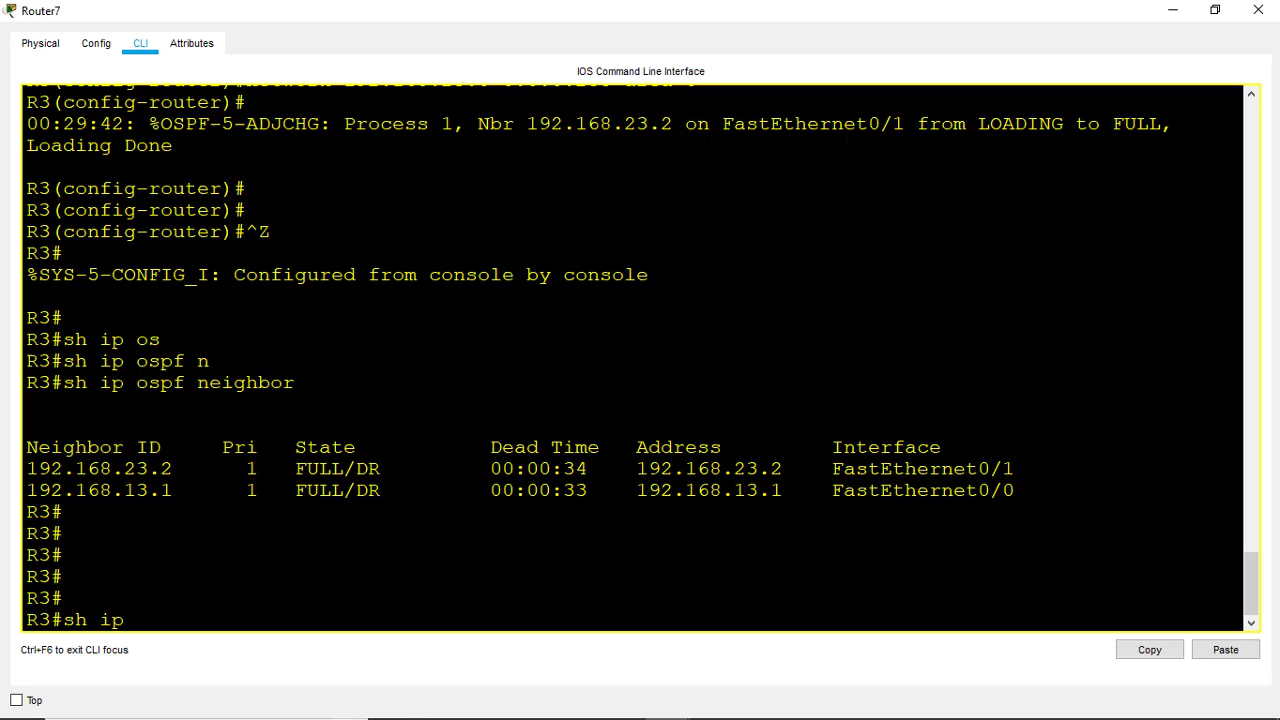 Router7
Physical Config CLI Attributes
IOS Command Line Interface
R3(config-router)#
00:29:42: %OSPF-5-ADJCHG: Process 1, Nbr 192.168.23.2 on FastEthernet0/1 from LOADING to FULL,
Loading Done
R3(config-router)#
R3(config-router)#
R3(config-router)#^Z
R3#
%SYS-5-CONFIG_I: Configured from console by console
R3#
R3#sh ip os
R3#sh ip ospf n
R3#sh ip ospf neighbor
Neighbor ID Pri State Dead Time Address Interface
192.168.23.2 1 FULL/DR 00:00:34 192.168.23.2 FastEthernet0/1
192.168.13.1 1 FULL/DR 00:00:33 192.168.13.1 FastEthernet0/0
R3#
R3#
R3#
R3#
R3#
R3#sh ip
Ctrl+F6 to exit CLI focus
Copy Paste
Top